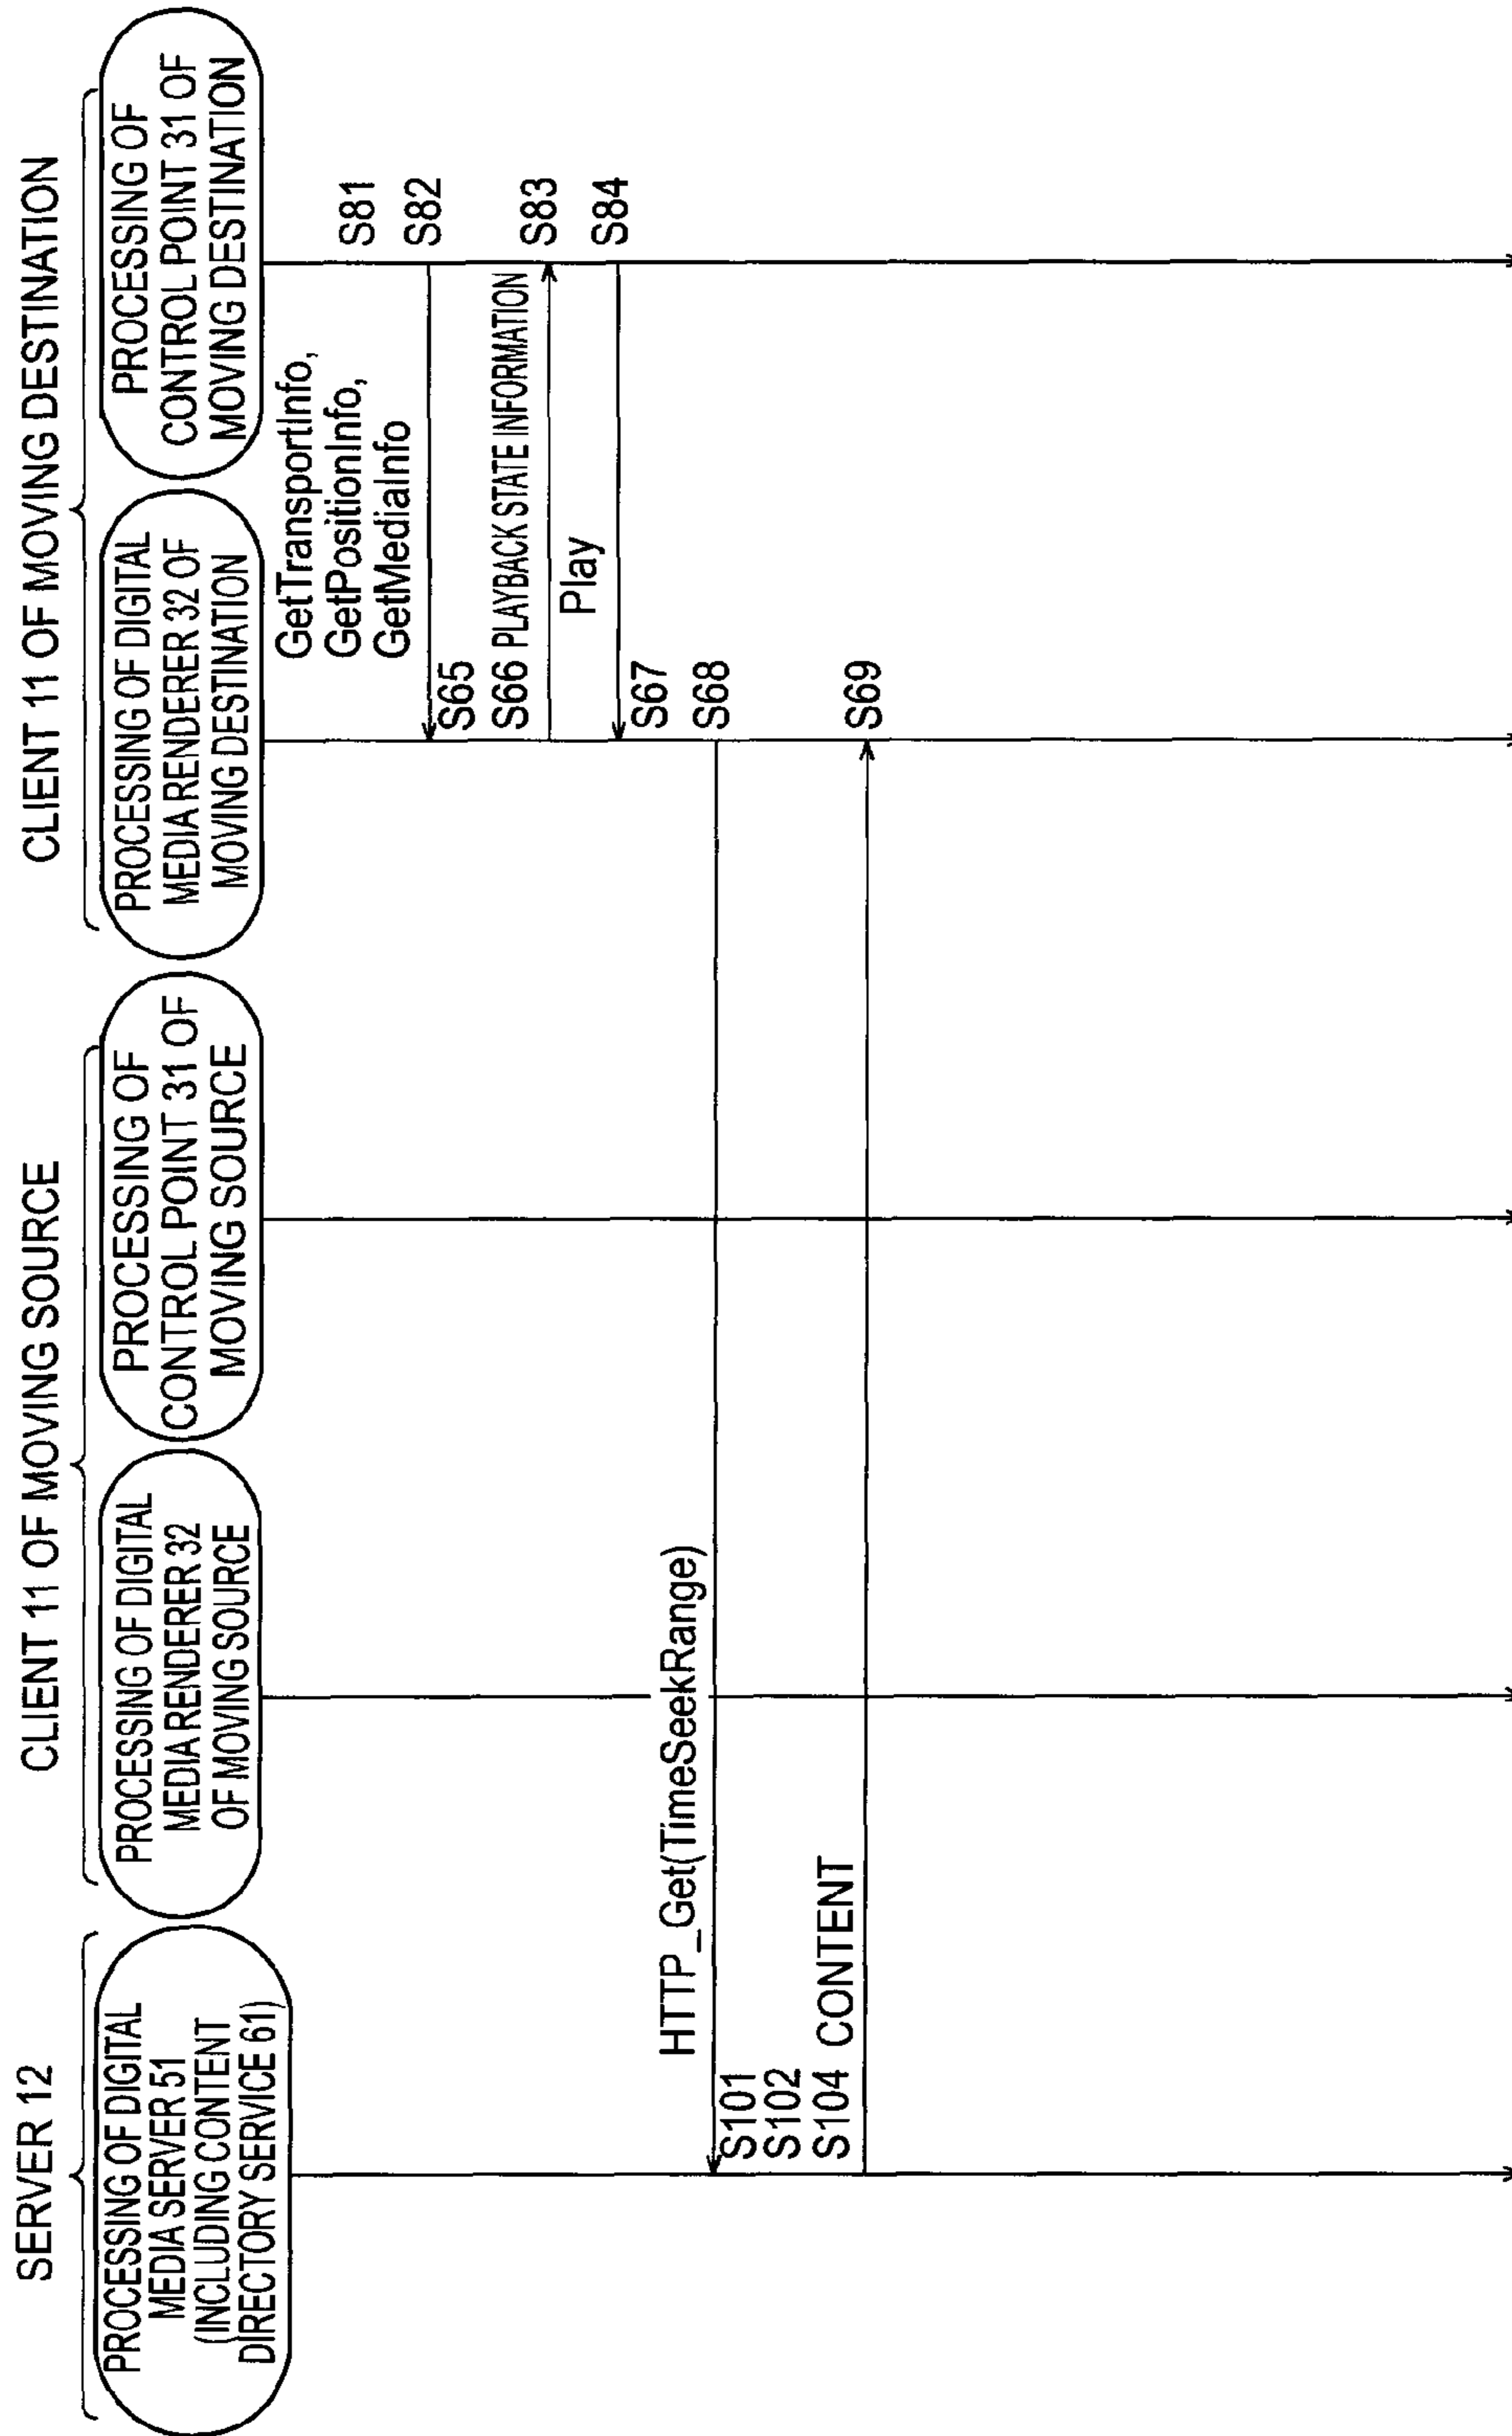 SERVER 12
CLIENT 11 OF MOVING SOURCE
CLIENT 11 OF MOVING DESTINATION
PROCESSING OF DIGITAL
MEDIA SERVER 51
(INCLUDING CONTENT
DIRECTORY SERVICE 61)
PROCESSING OF DIGITAL
MEDIA RENDERER 32
OF MOVING SOURCE
PROCESSING OF
CONTROL POINT 31 OF
MOVING SOURCE
PROCESSING OF DIGITAL
MEDIA RENDERER 32 OF
MOVING DESTINATION
PROCESSING OF
CONTROL POINT 31 OF
MOVING DESTINATION
GetTransportInfo,
GetPositionInfo,
GetMediaInfo
S81
S82
S65
S66 PLAYBACK STATE INFORMATION
S83
Play
S84
S67
HTTP_Get(TimeSeekRange)
S68
S101
S102
S104 CONTENT
S69